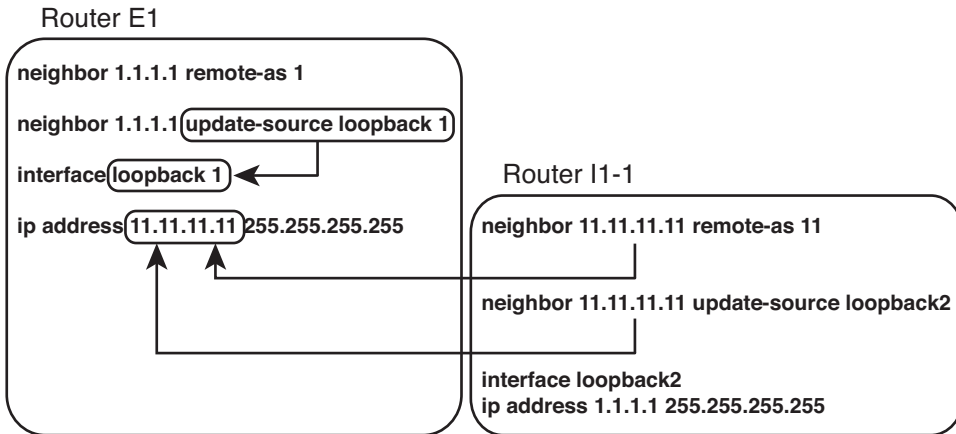 Router E1
neighbor 1.1.1.1 remote-as 1
neighbor 1.1.1.1 update-source loopback 1
interface loopback 1
ip address 11.11.11.11 255.255.255.255
Router I1-1
neighbor 11.11.11.11 remote-as 11
neighbor 11.11.11.11 update-source loopback2
interface loopback2
ip address 1.1.1.1 255.255.255.255